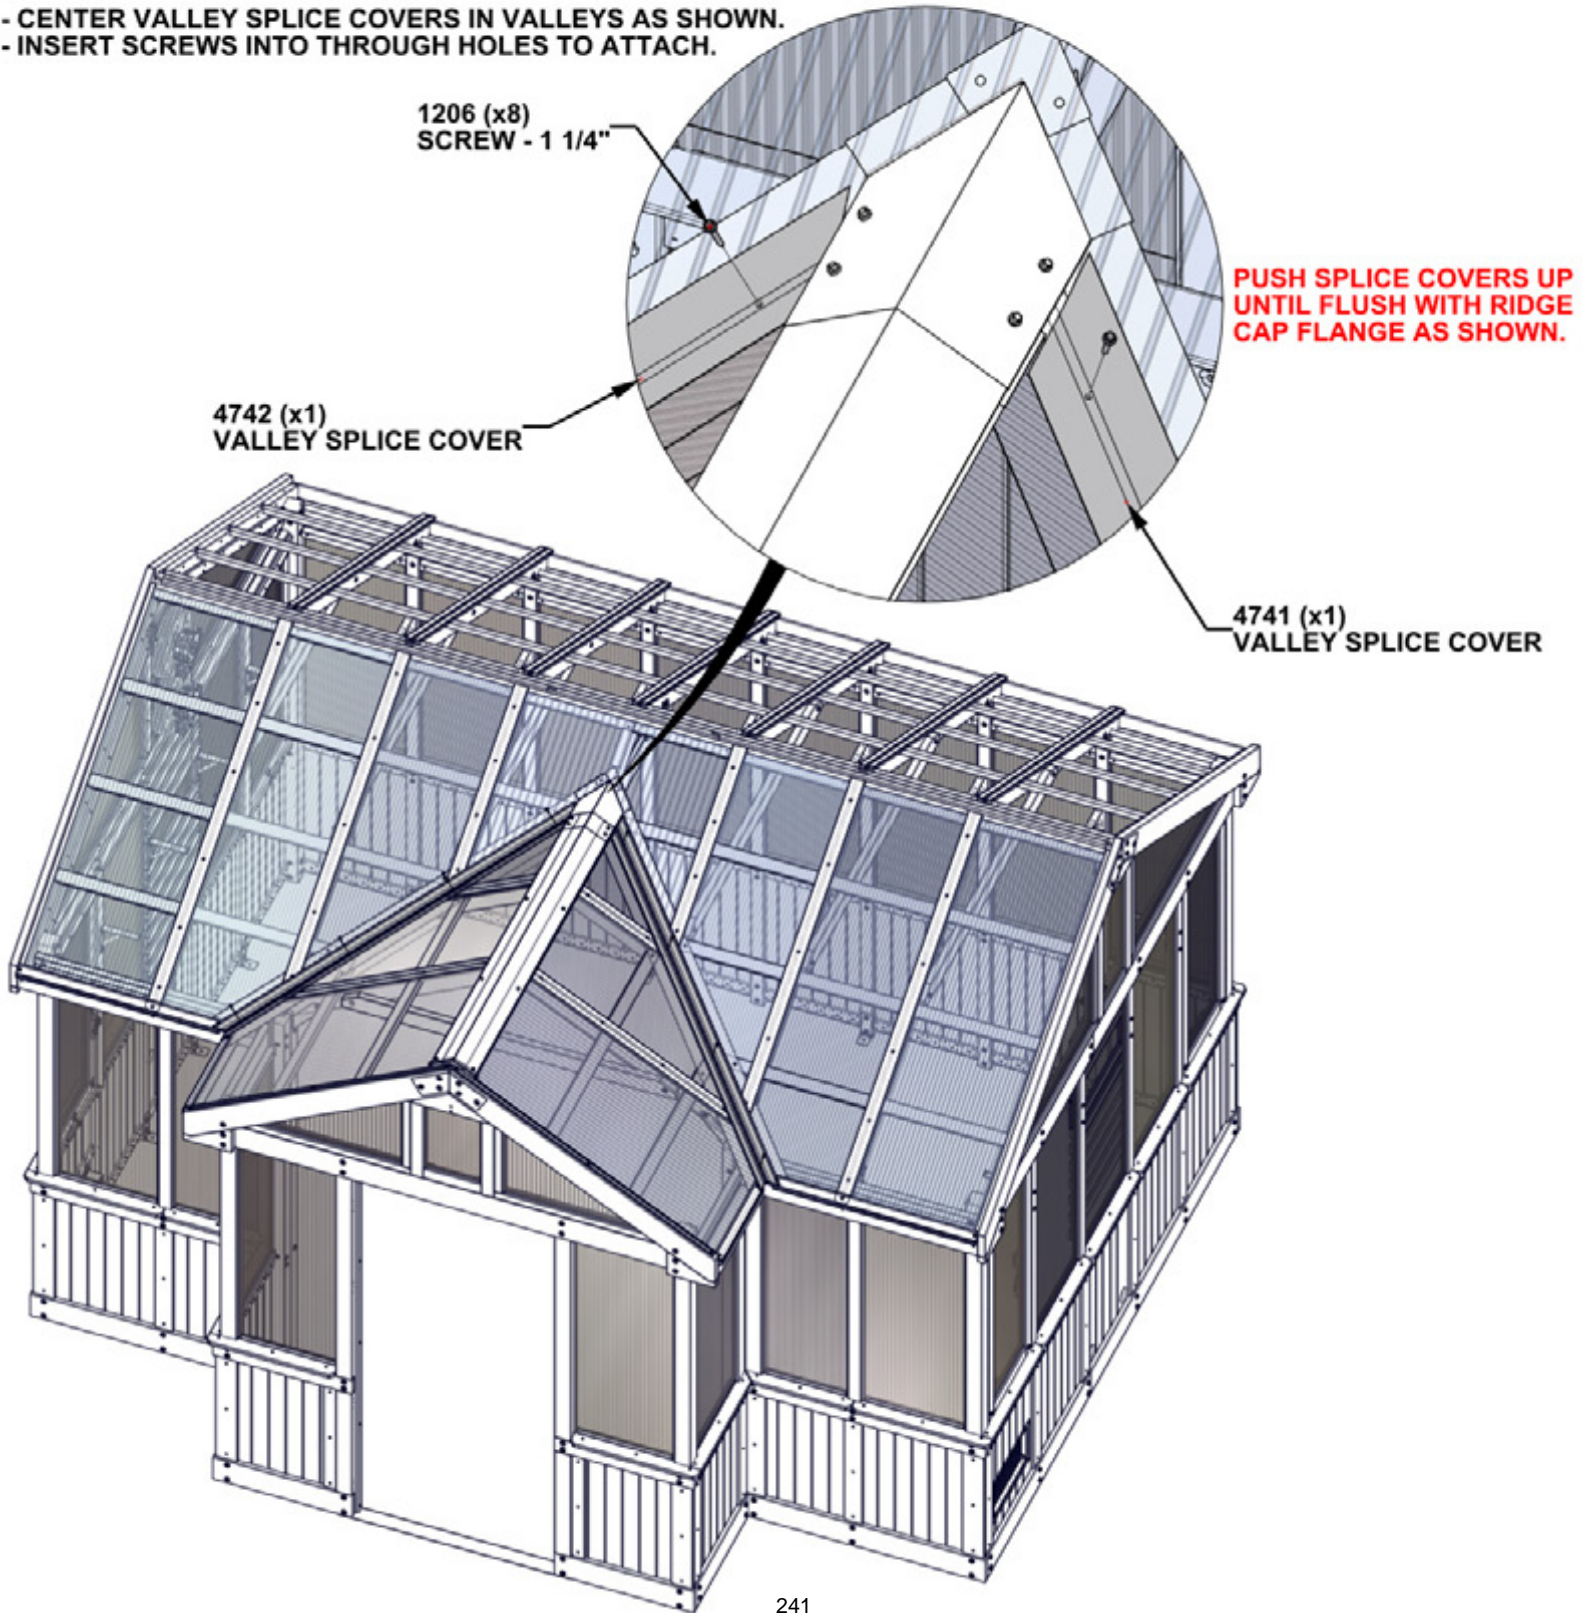 - CENTER VALLEY SPLICE COVERS IN VALLEYS AS SHOWN.
- INSERT SCREWS INTO THROUGH HOLES TO ATTACH.
1206 (x8)
SCREW - 1 1/4"
PUSH SPLICE COVERS UP
UNTIL FLUSH WITH RIDGE
CAP FLANGE AS SHOWN.
4742 (x1)
VALLEY SPLICE COVER
4741 (x1)
VALLEY SPLICE COVER
241